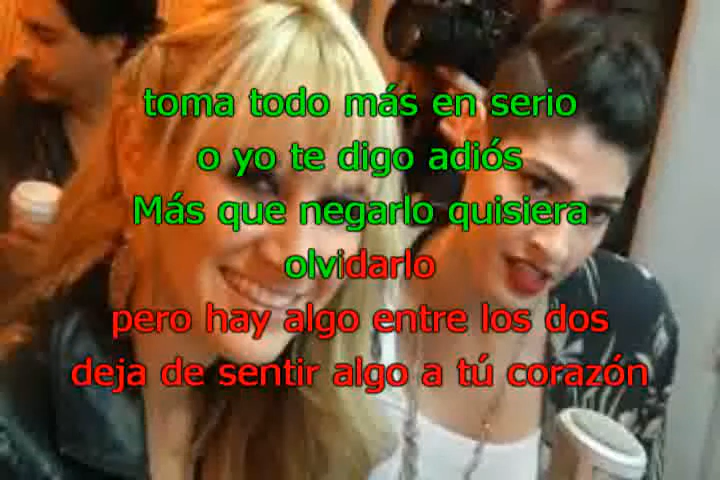 toma todo más en serio
o yo te digo adiós
Más que negarlo quisiera
olvidarlo
pero hay algo entre los dos
deja de sentir algo a tú corazón